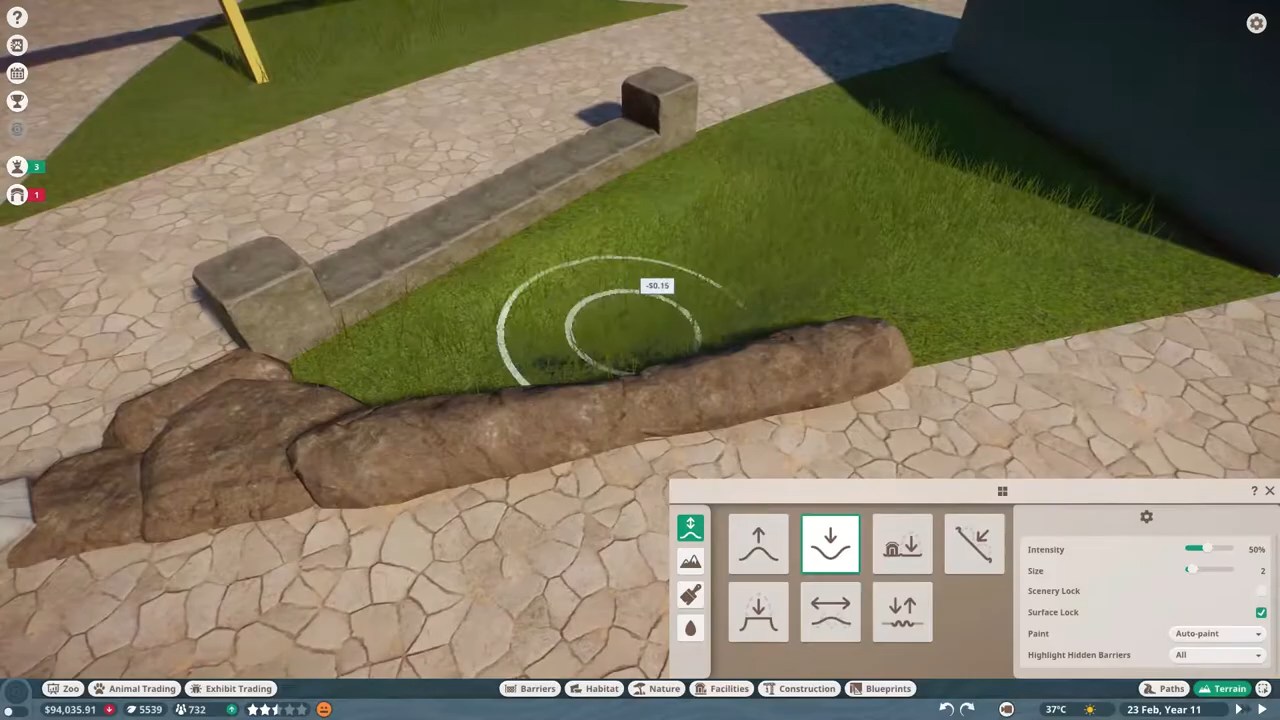 ?
3
1
-$0.15
?
Intensity 50%
Size 2
Scenery Lock
Surface Lock
Paint Auto-paint
Highlight Hidden Barriers All
Zoo Animal Trading Exhibit Trading Barriers Habitat Nature Facilities Construction Blueprints Paths Terrain
$94,035.91 5539 732 37°C 23 Feb, Year 11